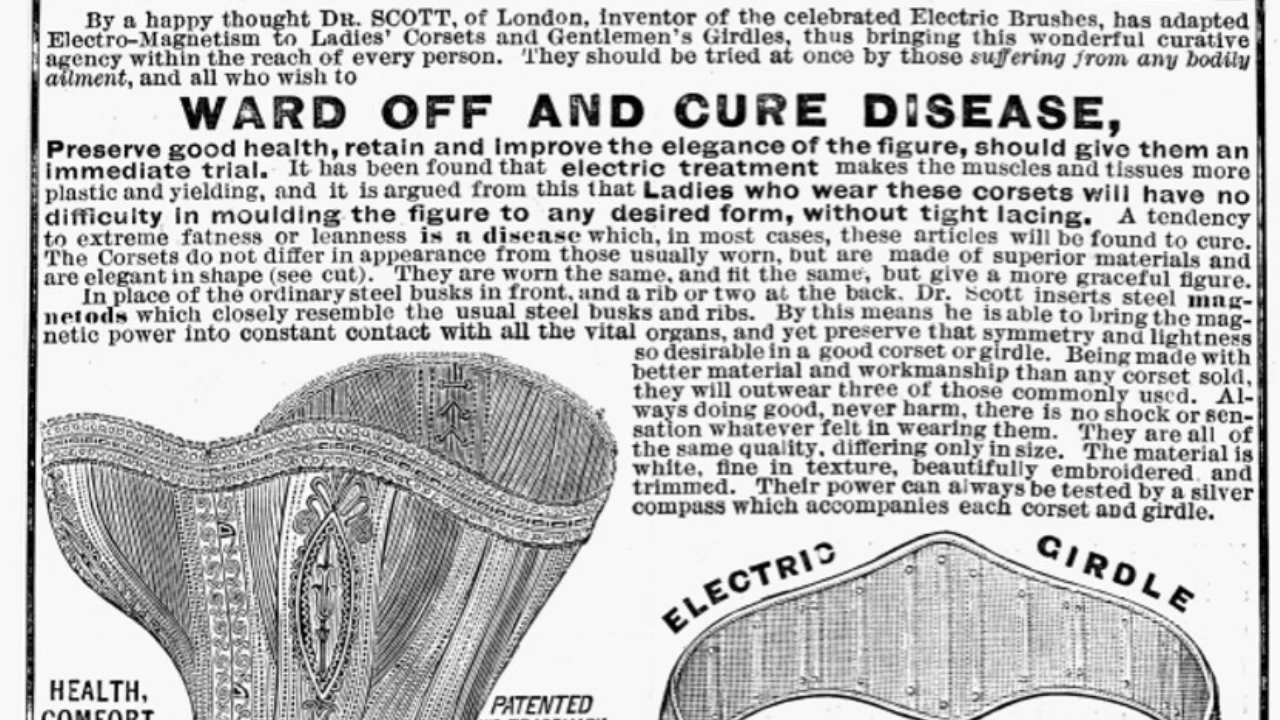 By a happy thought DR. SCOTT, of London, inventor of the celebrated Electric Brushes, has adapted
Electro-Magnetism to Ladies' Corsets and Gentlemen's Girdles, thus bringing this wonderful curative
agency within the reach of every person. They should be tried at once by those suffering from any bodily
ailment, and all who wish to
WARD OFF AND CURE DISEASE,
Preserve good health, retain and improve the elegance of the figure, should give them an
immediate trial. It has been found that electric treatment makes the muscles and tissues more
plastic and yielding, and it is argued from this that Ladies who wear these corsets will have no
difficulty in moulding the figure to any desired form, without tight lacing. A tendency
to extreme fatness or leanness is a disease which, in most cases, these articles will be found to cure.
The Corsets do not differ in appearance from those usually worn, but are made of superior materials and
are elegant in shape (see cut). They are worn the same, and fit the same, but give a more graceful figure.
In place of the ordinary steel busks in front, and a rib or two at the back, Dr. Scott inserts steel mag-
netods which closely resemble the usual steel busks and ribs. By this means he is able to bring the mag-
netic power into constant contact with all the vital organs, and yet preserve that symmetry and lightness
so desirable in a good corset or girdle. Being made with
better material and workmanship than any corset sold,
they will outwear three of those commonly used. Al-
ways doing good, never harm, there is no shock or sen-
sation whatever felt in wearing them. They are all of
the same quality, differing only in size. The material is
white, fine in texture, beautifully embroidered and
trimmed. Their power can always be tested by a silver
compass which accompanies each corset and girdle.
ELECTRIC GIRDLE
HEALTH,
COMFORT
PATENTED